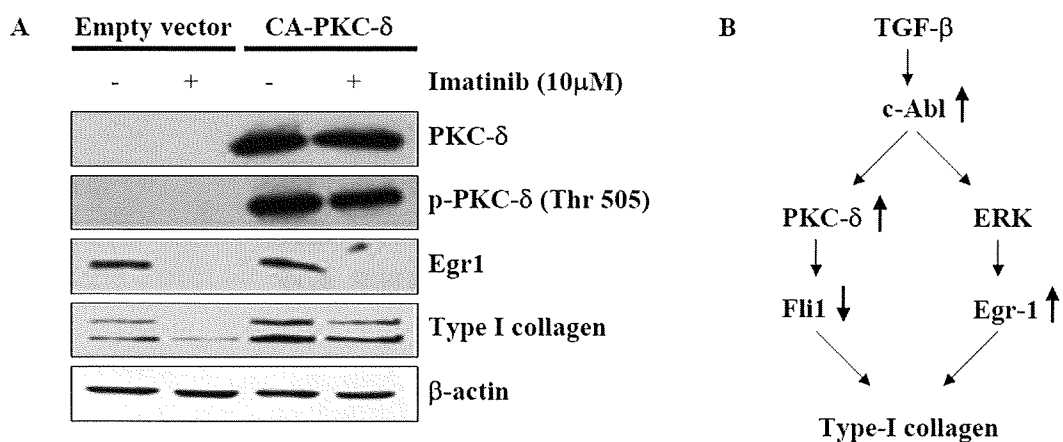 A
Empty vector CA-PKC-δ
- + - + Imatinib (10µM)
PKC-δ
p-PKC-δ (Thr 505)
Egr1
Type I collagen
β-actin
B
TGF-β
c-Abl
PKC-δ ERK
Fli1 Egr-1
Type-I collagen